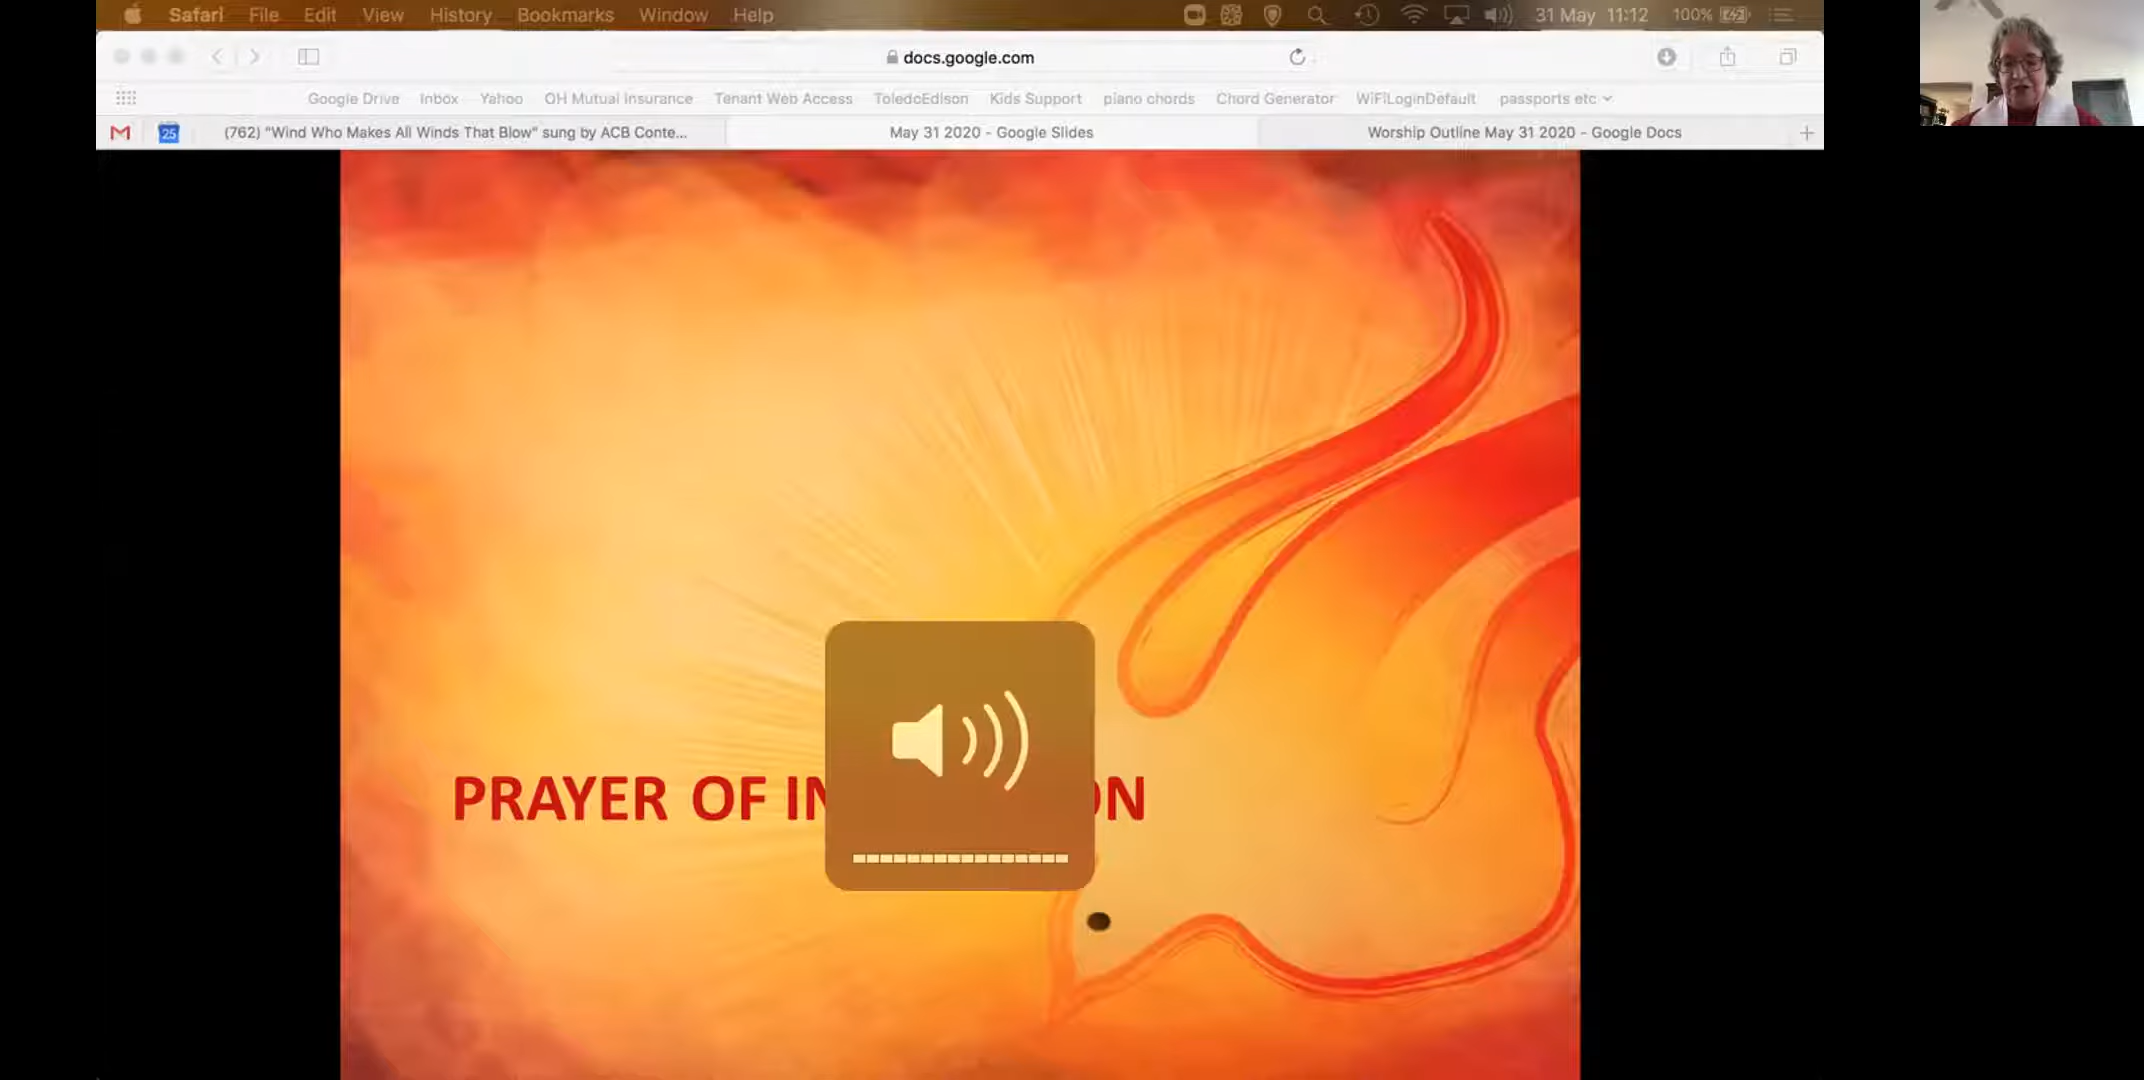 Safari File Edit View History Bookmarks Window Help 31 May 11:12 100%
docs.google.com
Google Drive Inbox Yahoo OH Mutual Insurance Tenant Web Access ToledoEdison Kids Support piano chords Chord Generator WiFiLoginDefault passports etc
25 (762) "Wind Who Makes All Winds That Blow" sung by ACB Conte... May 31 2020 - Google Slides Worship Outline May 31 2020 - Google Docs
PRAYER OF